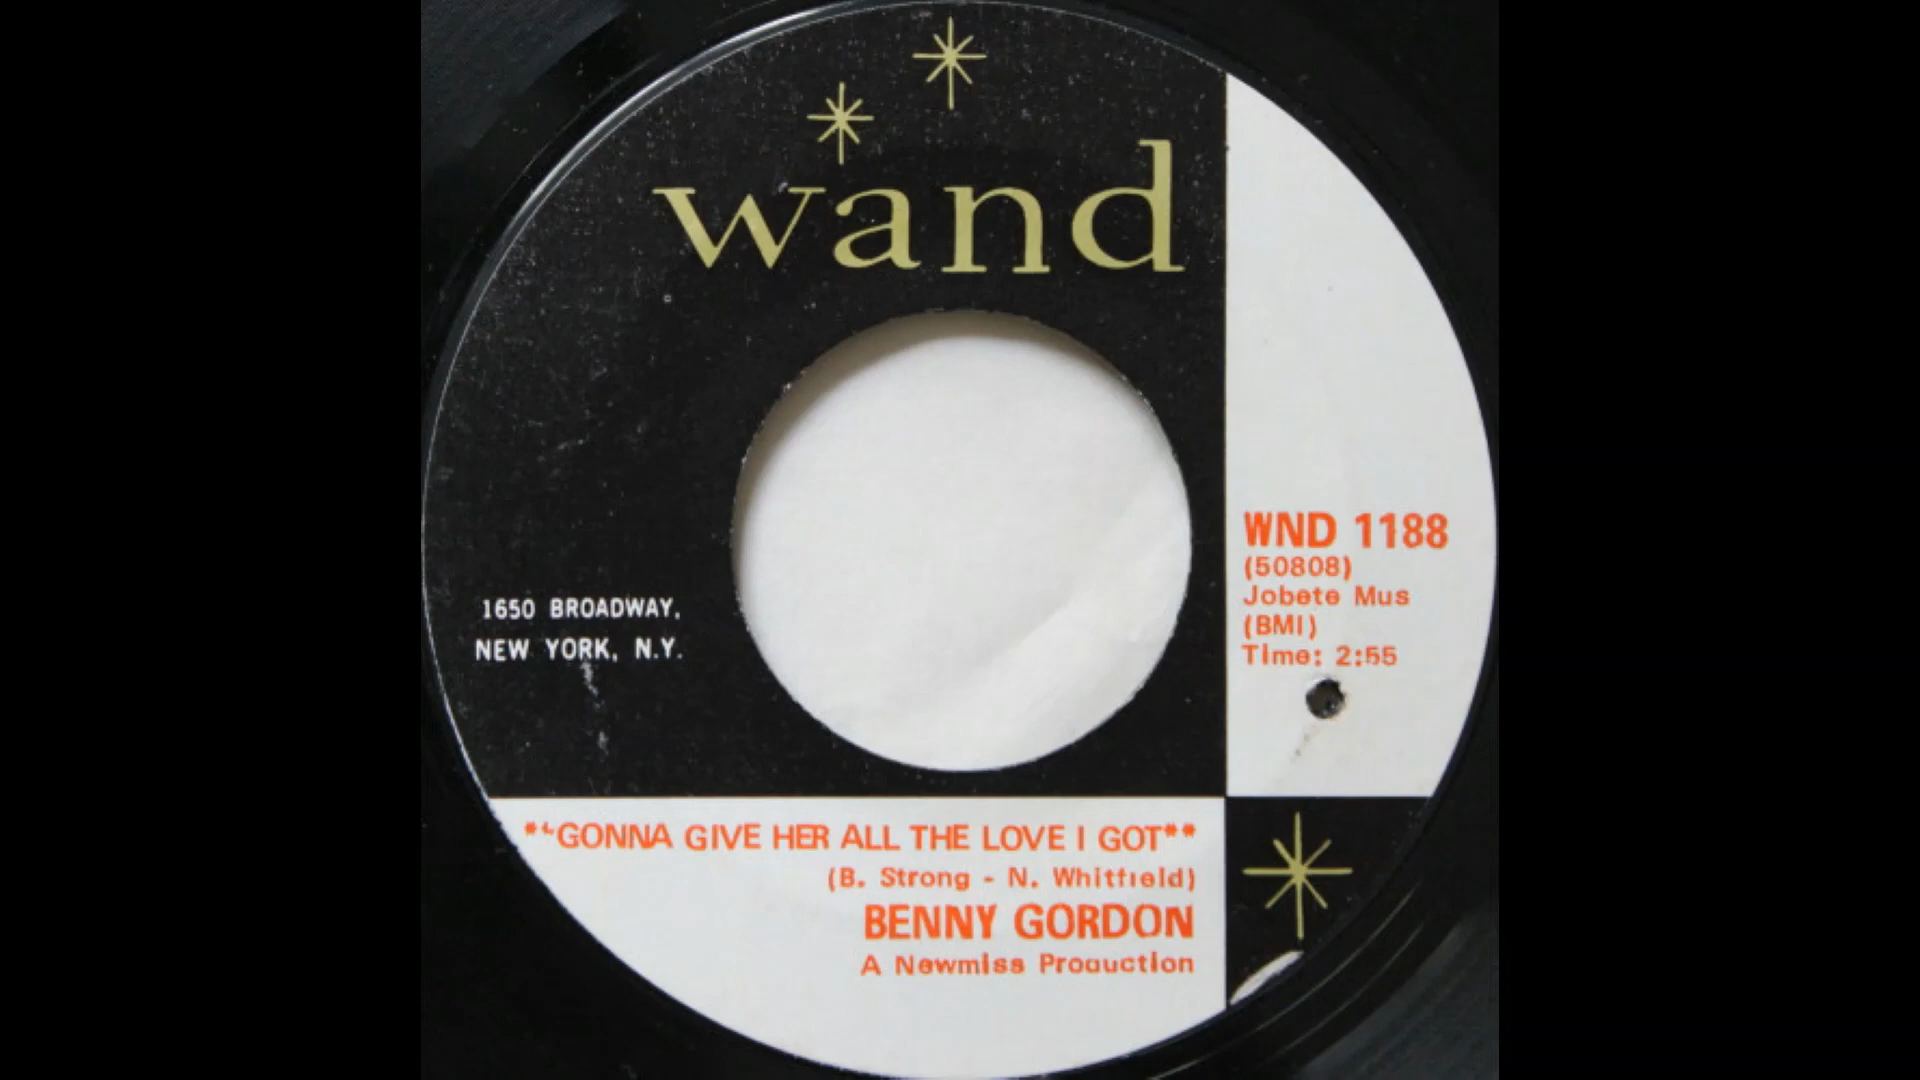 wand
WND 1188
(50808)
Jobete Mus
(BMI)
Time: 2:55
1650 BROADWAY,
NEW YORK, N.Y.
"GONNA GIVE HER ALL THE LOVE I GOT"
(B. Strong - N. Whitfield)
BENNY GORDON
A Newmiss Production